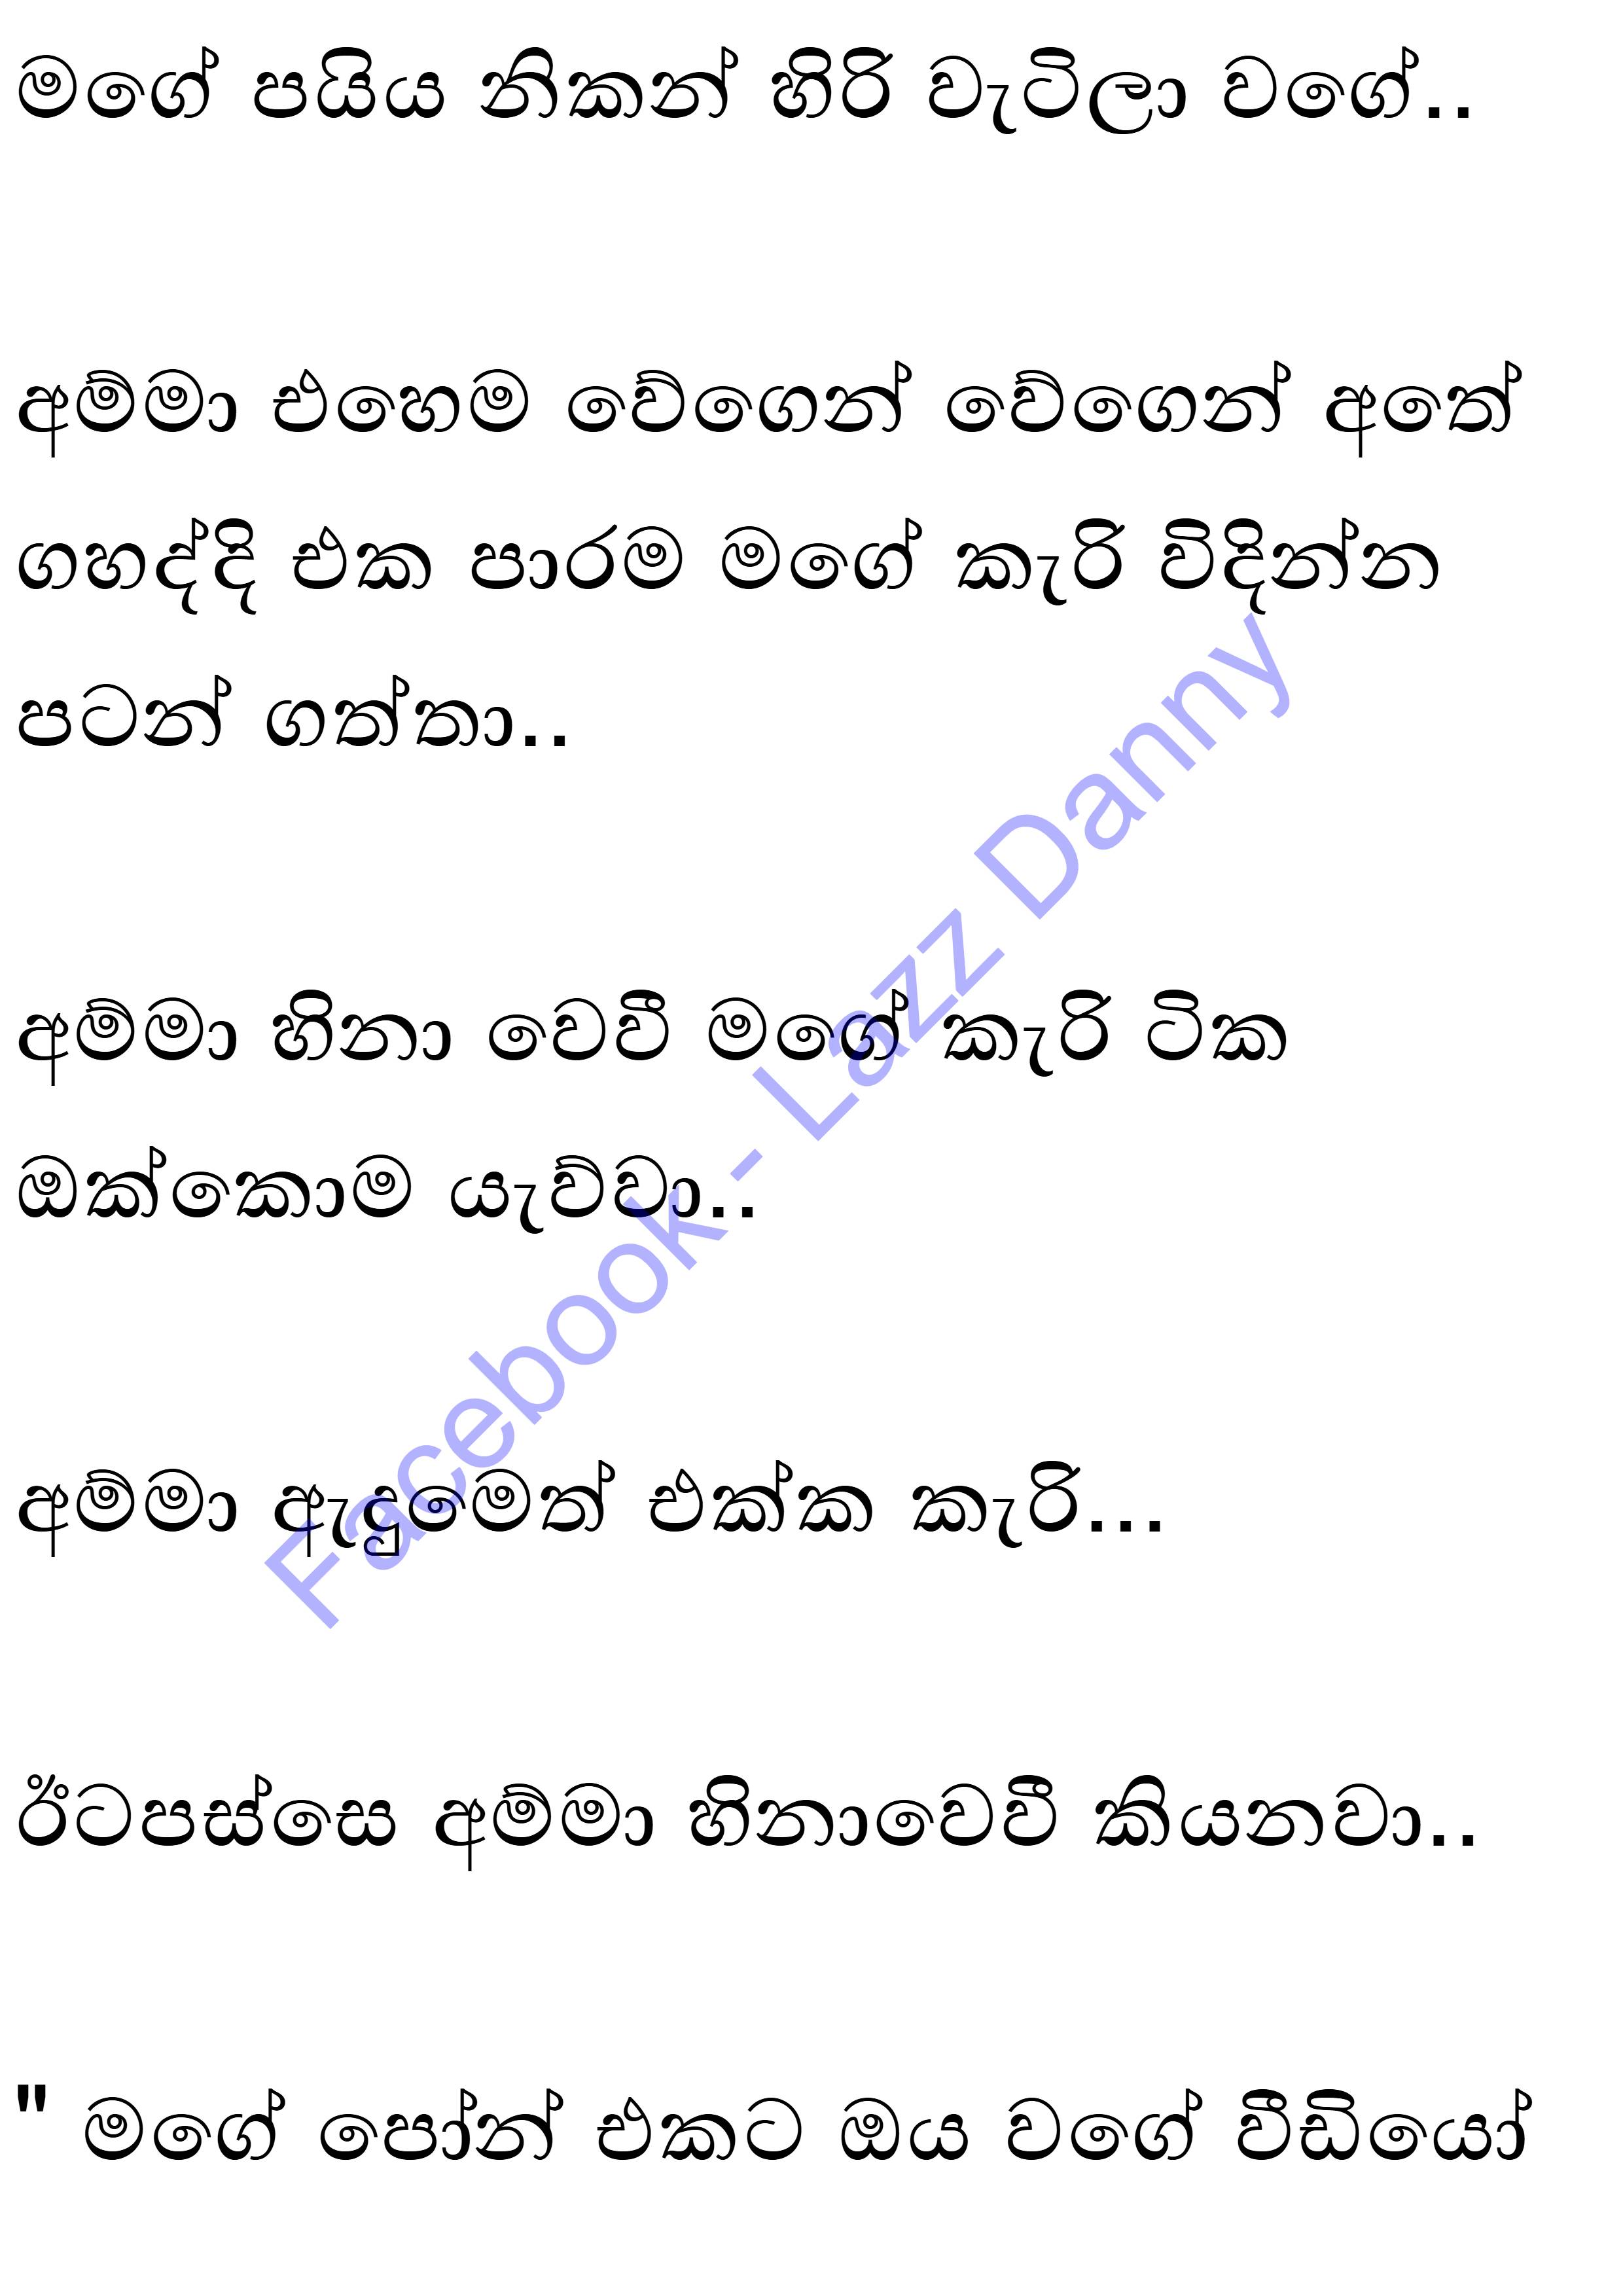 මගේ පයිය නිකන් හිරි වැටිලා වගේ..
අම්මා එහෙම වේගෙන් වේගෙන් අතේ
ගහද්දි එක පාරම මගේ කැරි විදින්න
පටන් ගත්තා..
අම්මා හිනා වෙවී මගේ කැරි ටික
ඔක්කොම යැව්වා..
අම්මා ඇඳුමෙත් එක්ක කැරි...
ඊටපස්සෙ අම්මා හිනාවෙවී කියනවා..
" මගේ ෆෝන් එකට ඔය වගේ වීඩියෝ
Facebook - Lazz Danny